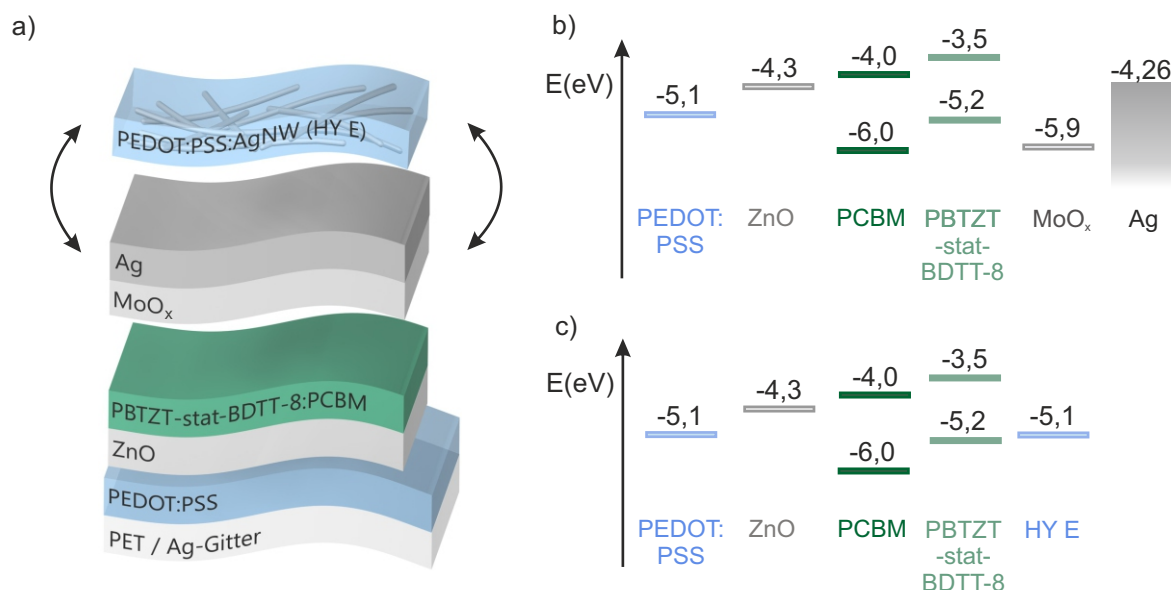 a)
PEDOT:PSS:AgNW (HY E)
Ag
MoOₓ
PBTZT-stat-BDTT-8:PCBM
ZnO
PEDOT:PSS
PET / Ag-Gitter
b)
E(eV)
-5,1
-4,3
-4,0
-6,0
-3,5
-5,2
-5,9
-4,26
PEDOT:
PSS
ZnO
PCBM
PBTZT
-stat-
BDTT-8
MoOₓ
Ag
c)
E(eV)
-5,1
-4,3
-4,0
-6,0
-3,5
-5,2
-5,1
PEDOT:
PSS
ZnO
PCBM
PBTZT
-stat-
BDTT-8
HY E